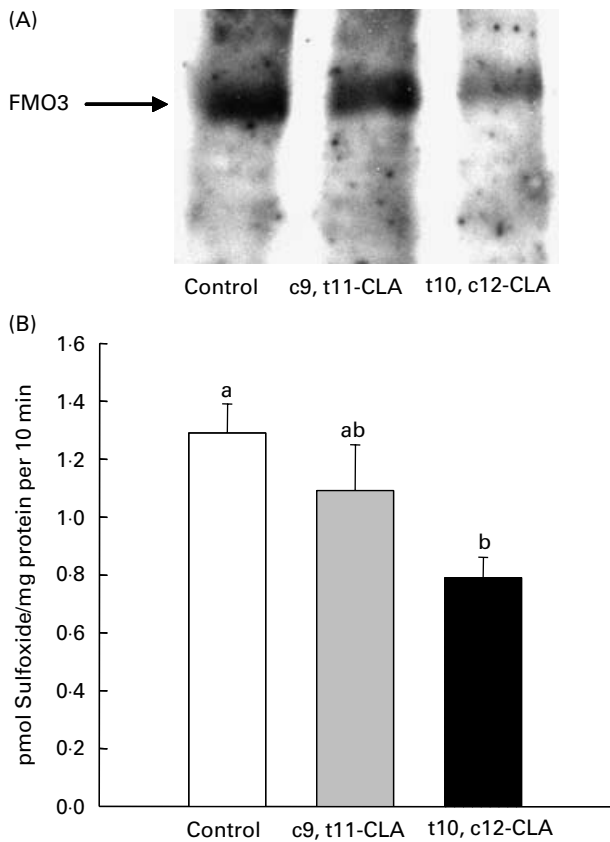 (A)
FMO3
Control c9, t11-CLA t10, c12-CLA
(B)
pmol Sulfoxide/mg protein per 10 min
1·6
1·4
1·2
1·0
0·8
0·6
0·4
0·2
0·0
a
ab
b
Control c9, t11-CLA t10, c12-CLA